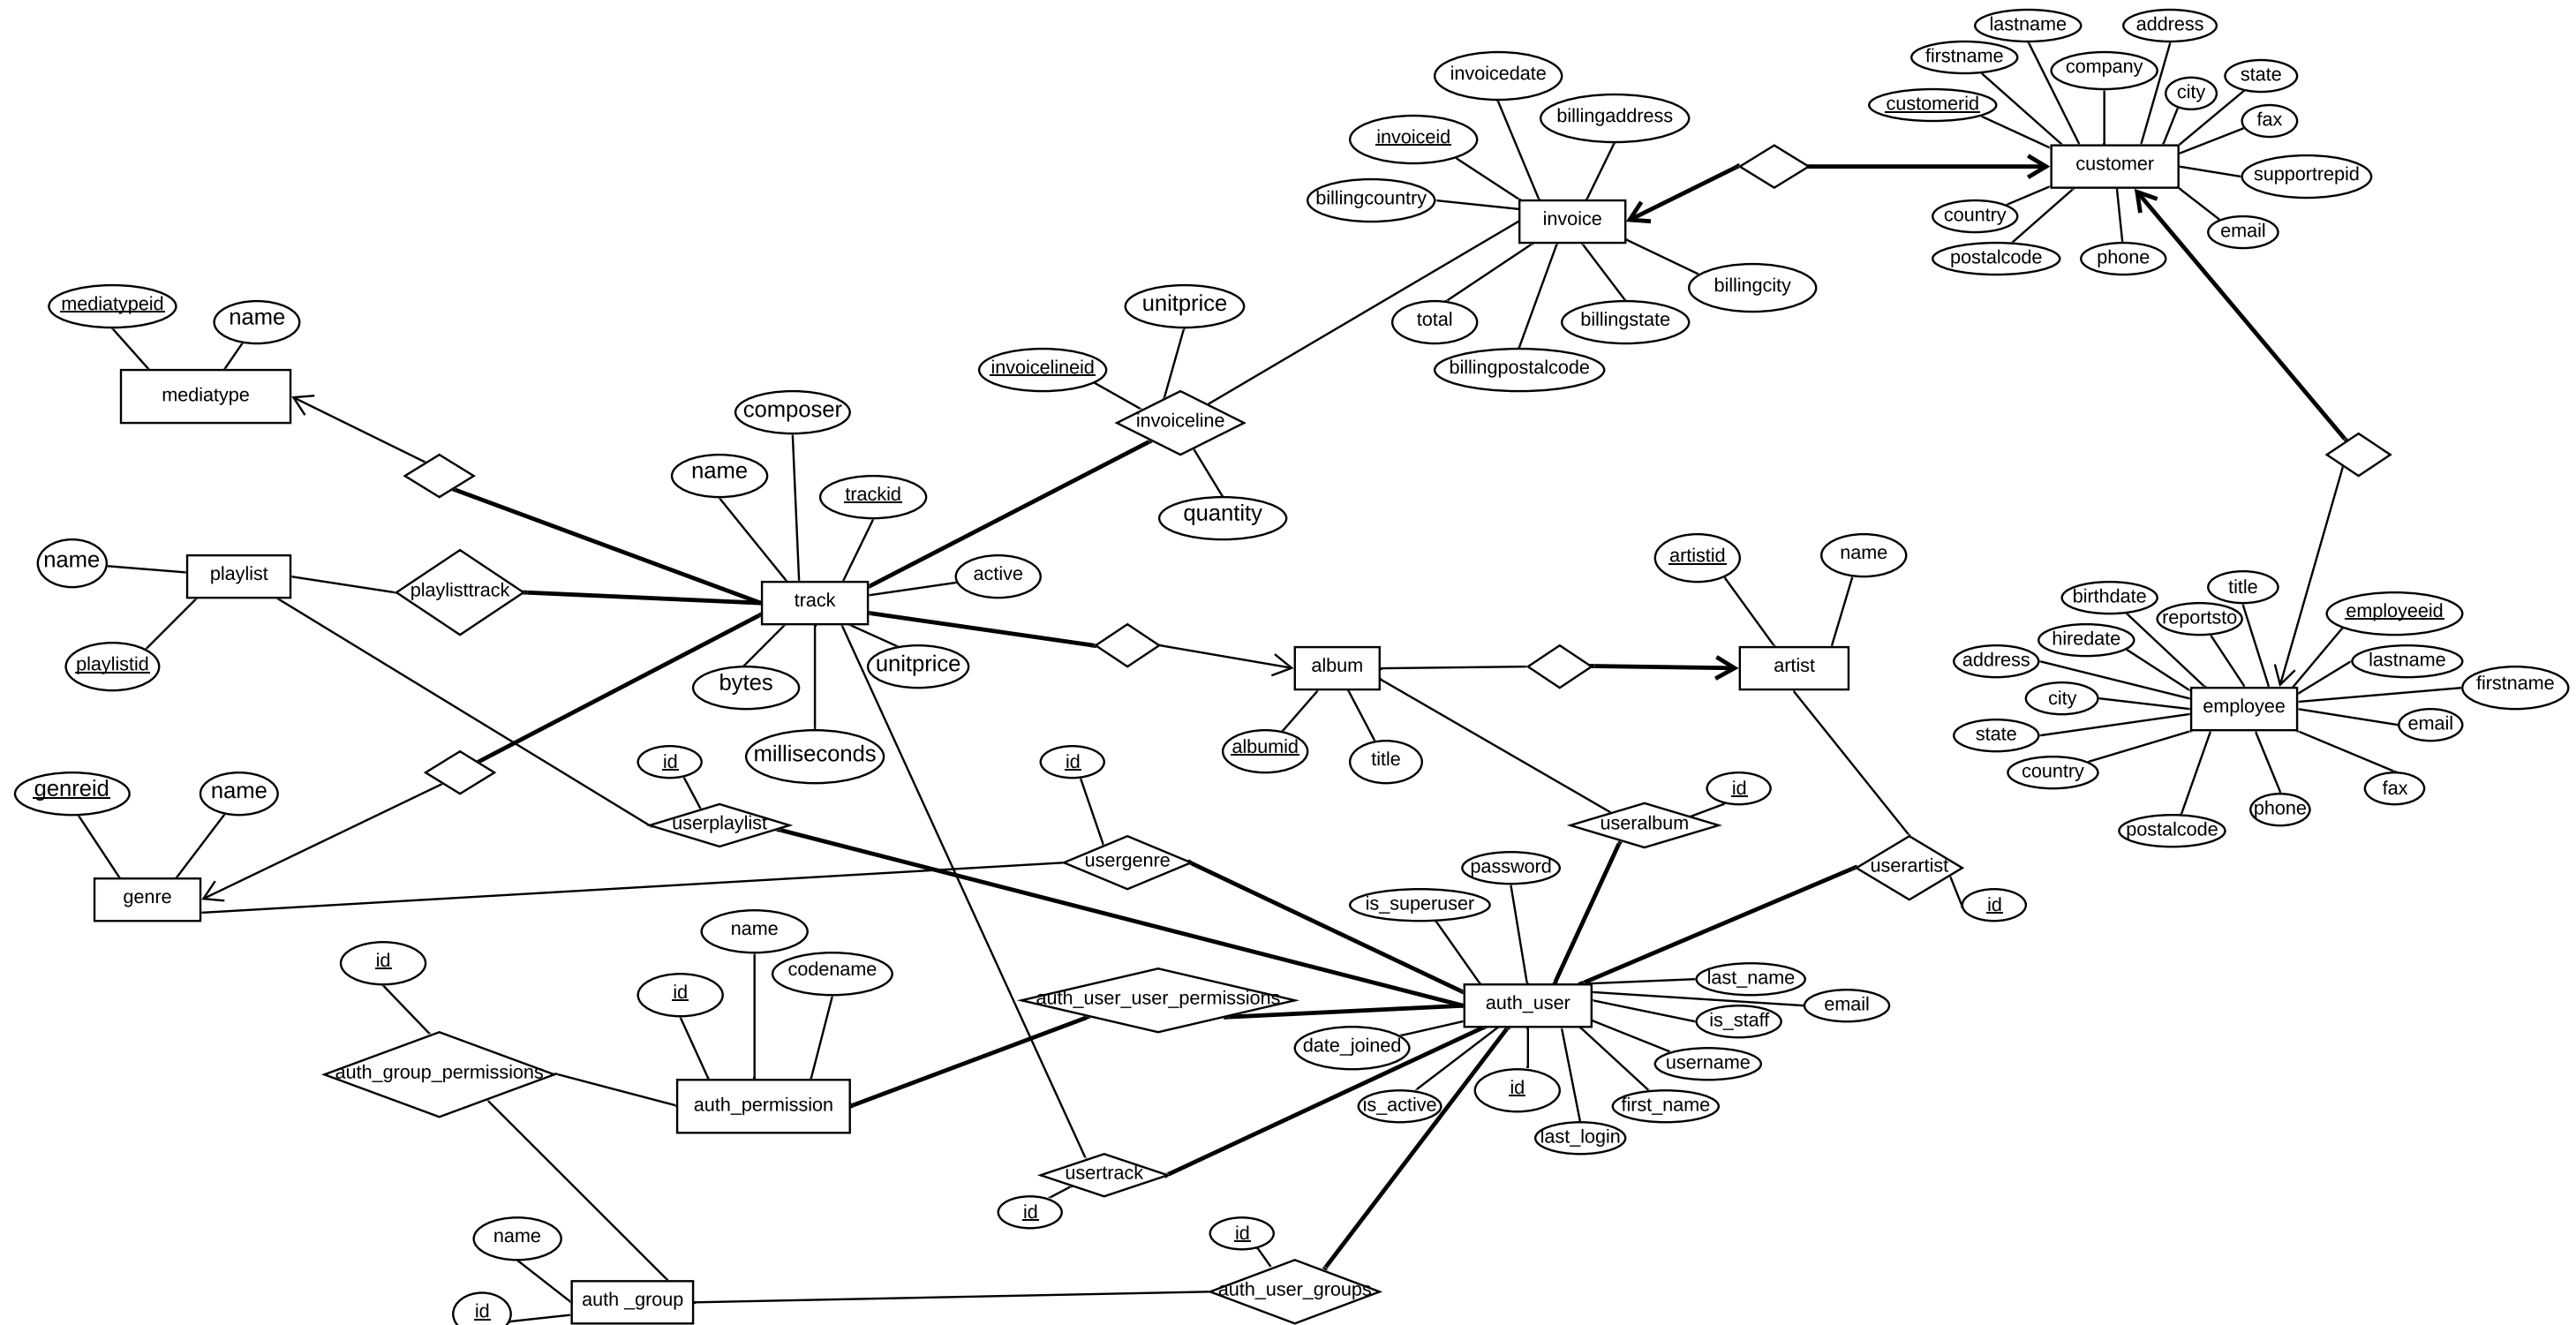 lastname
address
firstname
company
state
invoicedate
city
customerid
billingaddress
fax
invoiceid
customer
supportrepid
billingcountry
invoice
country
email
postalcode
phone
billingcity
mediatypeid
name
unitprice
total
billingstate
invoicelineid
billingpostalcode
mediatype
composer
invoiceline
name
trackid
quantity
name
playlist
playlisttrack
track
active
artistid
name
birthdate
title
reportsto
employeeid
hiredate
address
lastname
playlistid
bytes
unitprice
album
artist
city
employee
firstname
email
state
milliseconds
albumid
title
country
id
id
id
fax
genreid
name
userplaylist
useralbum
phone
postalcode
usergenre
password
userartist
genre
is_superuser
id
name
id
codename
last_name
id
auth_user_user_permissions
auth_user
email
is_staff
date_joined
username
auth_group_permissions
id
auth_permission
is_active
first_name
last_login
usertrack
id
name
id
auth_user_groups
auth _group
id